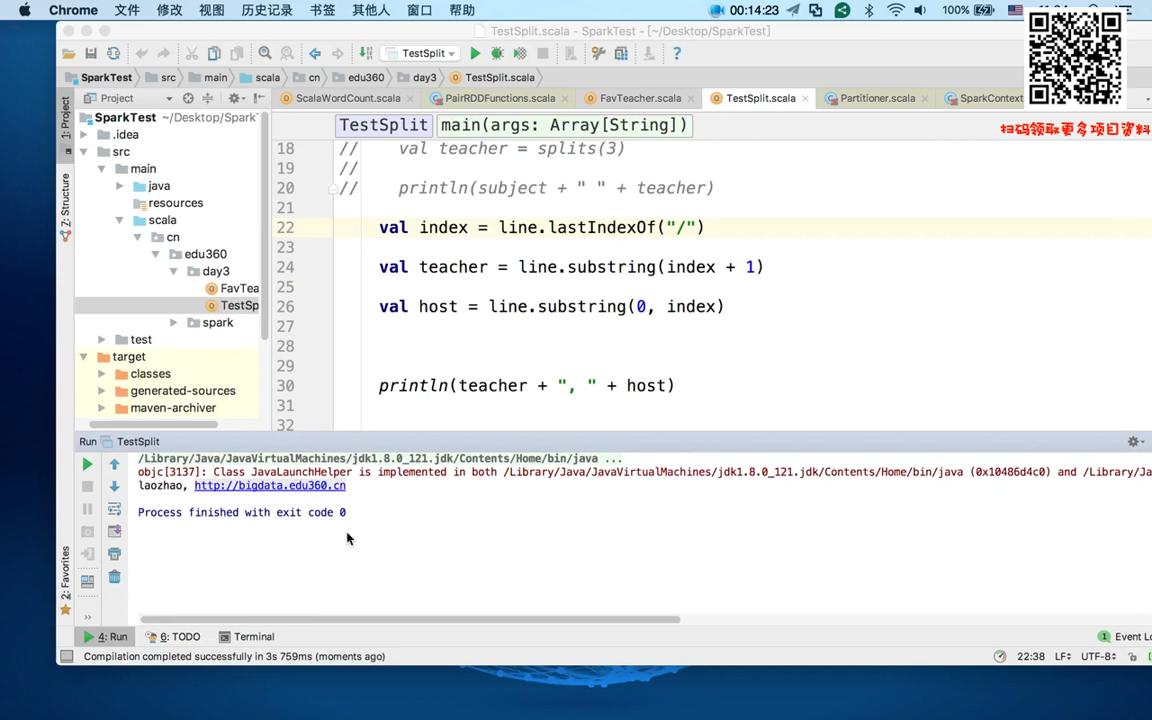 Chrome 文件 修改 视图 历史记录 书签 其他人 窗口 帮助 00:14:23 100%
TestSplit.scala - SparkTest - [~/Desktop/SparkTest]
TestSplit
SparkTest src main scala cn edu360 day3 TestSplit.scala
Project ScalaWordCount.scala PairRDDFunctions.scala FavTeacher.scala TestSplit.scala Partitioner.scala SparkContext
扫码领取更多项目资料
1: Project
Z: Structure
2: Favorites
SparkTest ~/Desktop/Spark
.idea
src
main
java
resources
scala
cn
edu360
day3
FavTea
TestSp
spark
test
target
classes
generated-sources
maven-archiver
TestSplit main(args: Array[String])
18 // val teacher = splits(3)
19 //
20 // println(subject + " " + teacher)
21
22 val index = line.lastIndexOf("/")
23
24 val teacher = line.substring(index + 1)
25
26 val host = line.substring(0, index)
27
28
29
30 println(teacher + ", " + host)
31
32
Run TestSplit
/Library/Java/JavaVirtualMachines/jdk1.8.0_121.jdk/Contents/Home/bin/java ...
objc[3137]: Class JavaLaunchHelper is implemented in both /Library/Java/JavaVirtualMachines/jdk1.8.0_121.jdk/Contents/Home/bin/java (0x10486d4c0) and /Library/Java/
laozhao, http://bigdata.edu360.cn
Process finished with exit code 0
4: Run 6: TODO Terminal 1 Event Lo
Compilation completed successfully in 3s 759ms (moments ago) 22:38 LF÷ UTF-8÷